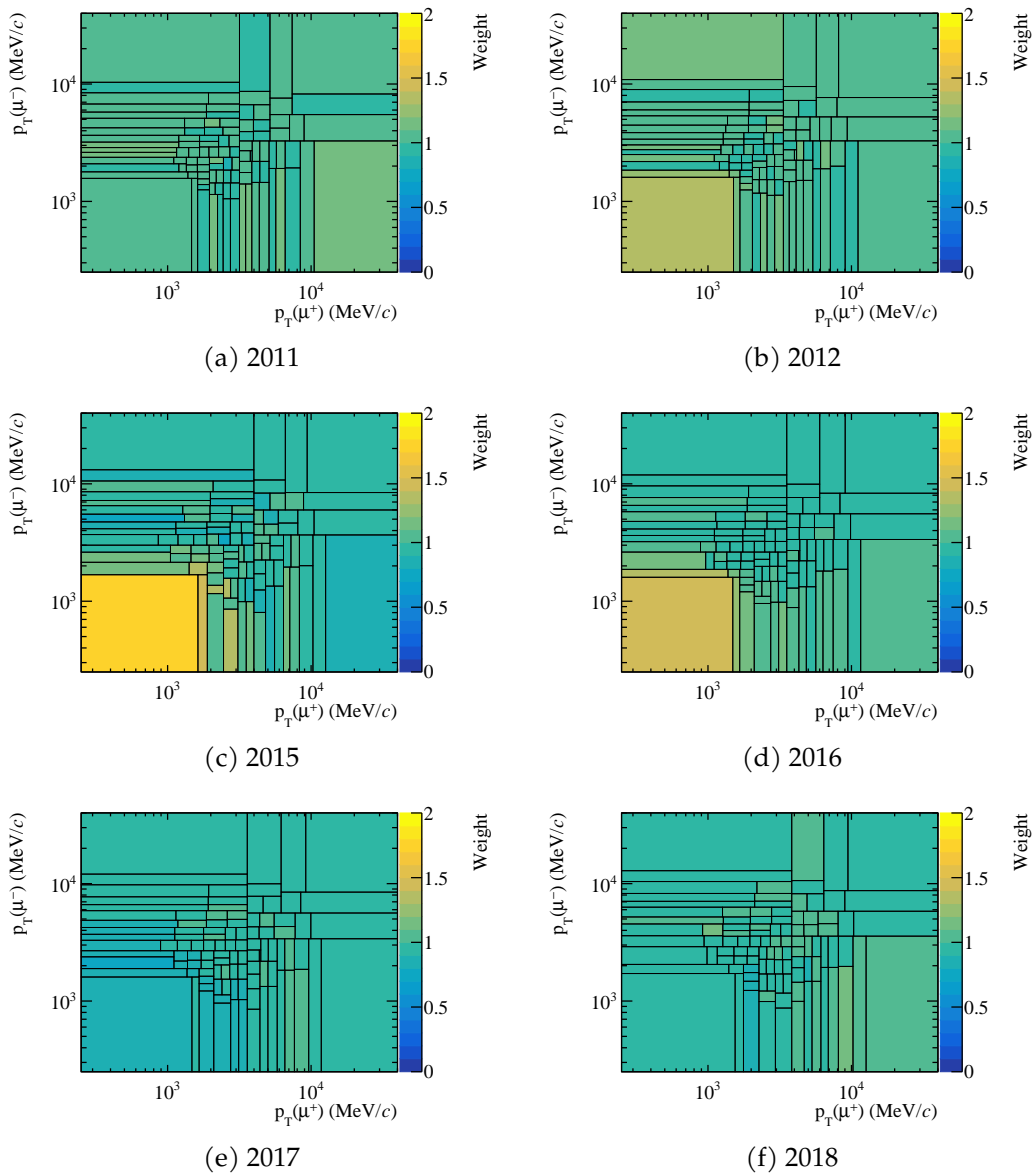 p_T(μ⁻) (MeV/c)
10⁴
10³
10³
10⁴
p_T(μ⁺) (MeV/c)
2
1.5
1
0.5
0
Weight
(a) 2011
p_T(μ⁻) (MeV/c)
10⁴
10³
10³
10⁴
p_T(μ⁺) (MeV/c)
2
1.5
1
0.5
0
Weight
(b) 2012
p_T(μ⁻) (MeV/c)
10⁴
10³
10³
10⁴
p_T(μ⁺) (MeV/c)
2
1.5
1
0.5
0
Weight
(c) 2015
p_T(μ⁻) (MeV/c)
10⁴
10³
10³
10⁴
p_T(μ⁺) (MeV/c)
2
1.5
1
0.5
0
Weight
(d) 2016
p_T(μ⁻) (MeV/c)
10⁴
10³
10³
10⁴
p_T(μ⁺) (MeV/c)
2
1.5
1
0.5
0
Weight
(e) 2017
p_T(μ⁻) (MeV/c)
10⁴
10³
10³
10⁴
p_T(μ⁺) (MeV/c)
2
1.5
1
0.5
0
Weight
(f) 2018